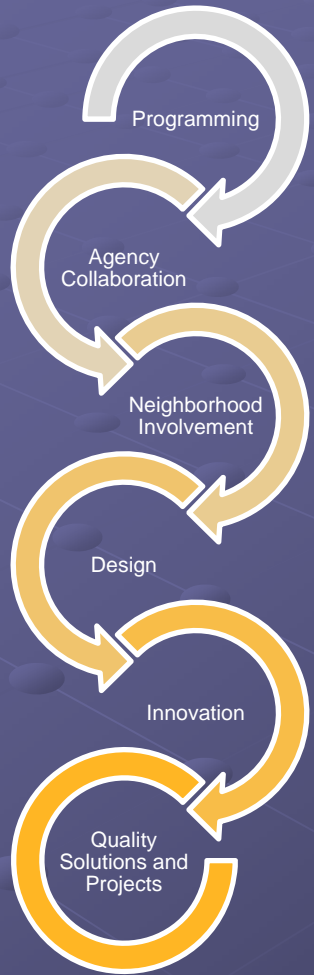 Programming
Agency
Collaboration
Neighborhood
Involvement
Design
Innovation
Quality
Solutions and
Projects